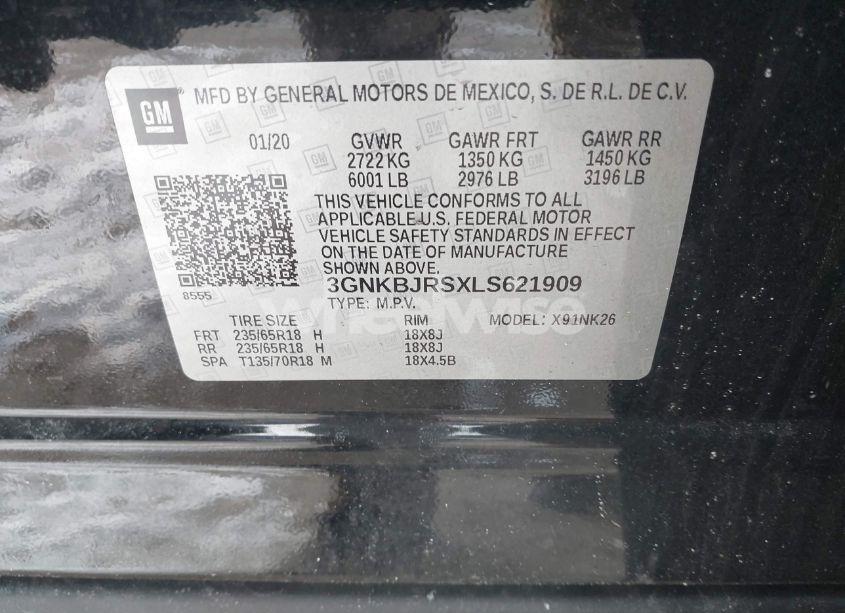 GM MFD BY GENERAL MOTORS DE MEXICO, S. DE R.L. DE C.V.
01/20 GVWR GAWR FRT GAWR RR
2722 KG 1350 KG 1450 KG
6001 LB 2976 LB 3196 LB
THIS VEHICLE CONFORMS TO ALL
APPLICABLE U.S. FEDERAL MOTOR
VEHICLE SAFETY STANDARDS IN EFFECT
ON THE DATE OF MANUFACTURE
SHOWN ABOVE.
8555 3GNKBJRSXLS621909
TYPE: M.P.V.
TIRE SIZE RIM MODEL: X91NK26
FRT 235/65R18 H 18X8J
RR 235/65R18 H 18X8J
SPA T135/70R18 M 18X4.5B